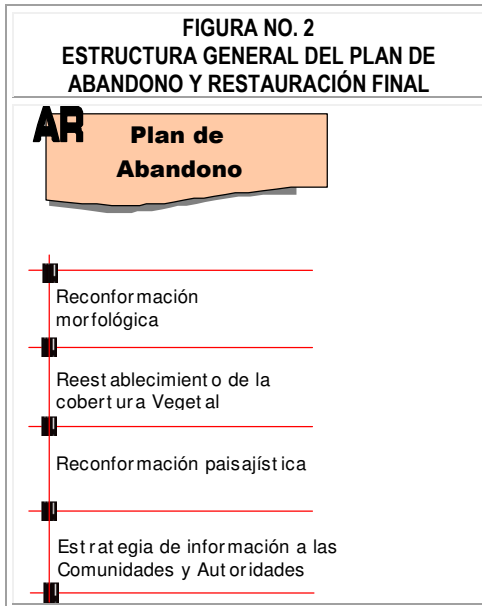 FIGURA NO. 2
ESTRUCTURA GENERAL DEL PLAN DE
ABANDONO Y RESTAURACIÓN FINAL
AR
Plan de
Abandono
Reconformación
morfológica
Reestablecimiento de la
cobertura Vegetal
Reconformación paisajística
Estrategia de información a las
Comunidades y Autoridades